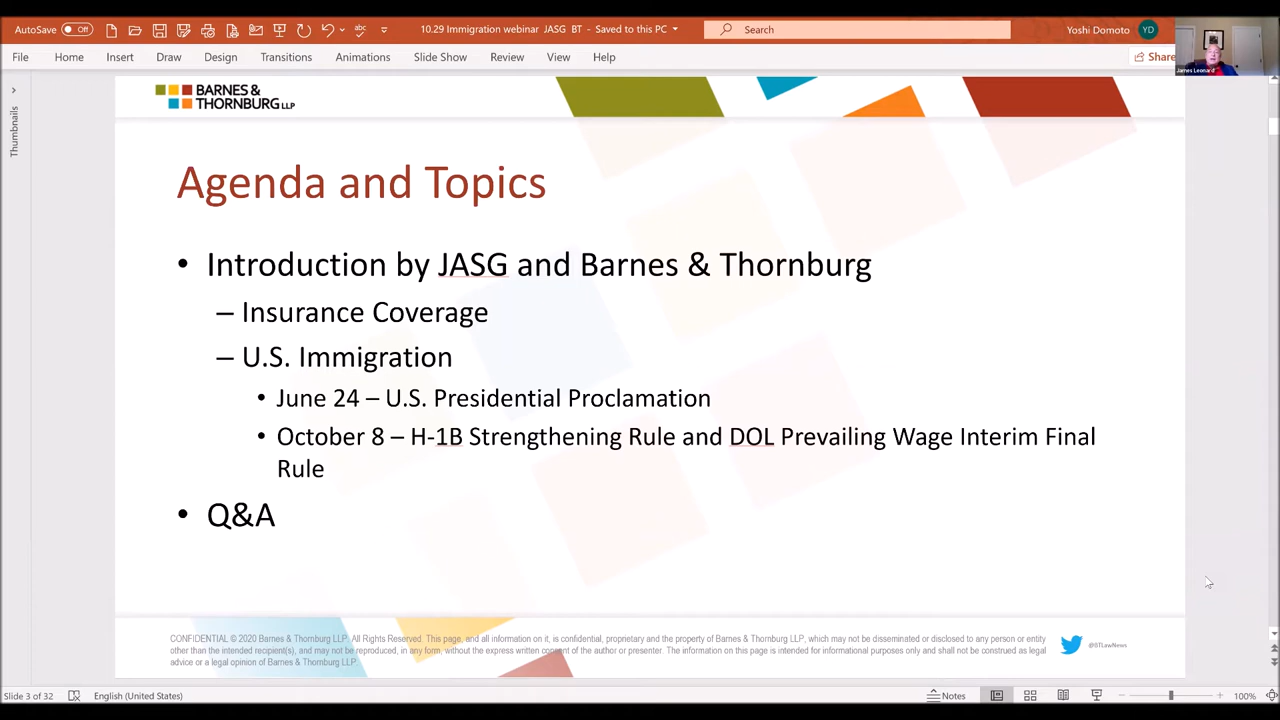 AutoSave Off 10.29 Immigration webinar JASG BT - Saved to this PC Search Yoshi Domoto YD
File Home Insert Draw Design Transitions Animations Slide Show Review View Help Share
James Leonard
Thumbnails
BARNES &
THORNBURG LLP
Agenda and Topics
• Introduction by JASG and Barnes & Thornburg
– Insurance Coverage
– U.S. Immigration
• June 24 – U.S. Presidential Proclamation
• October 8 – H-1B Strengthening Rule and DOL Prevailing Wage Interim Final
Rule
• Q&A
CONFIDENTIAL © 2020 Barnes & Thornburg LLP. All Rights Reserved. This page, and all information on it, is confidential, proprietary and the property of Barnes & Thornburg LLP, which may not be disseminated or disclosed to any person or entity
other than the intended recipient(s), and may not be reproduced, in any form, without the express written consent of the author or presenter. The information on this page is intended for informational purposes only and shall not be construed as legal
advice or a legal opinion of Barnes & Thornburg LLP.
@BTLawNews
Slide 3 of 32 English (United States) Notes 100%